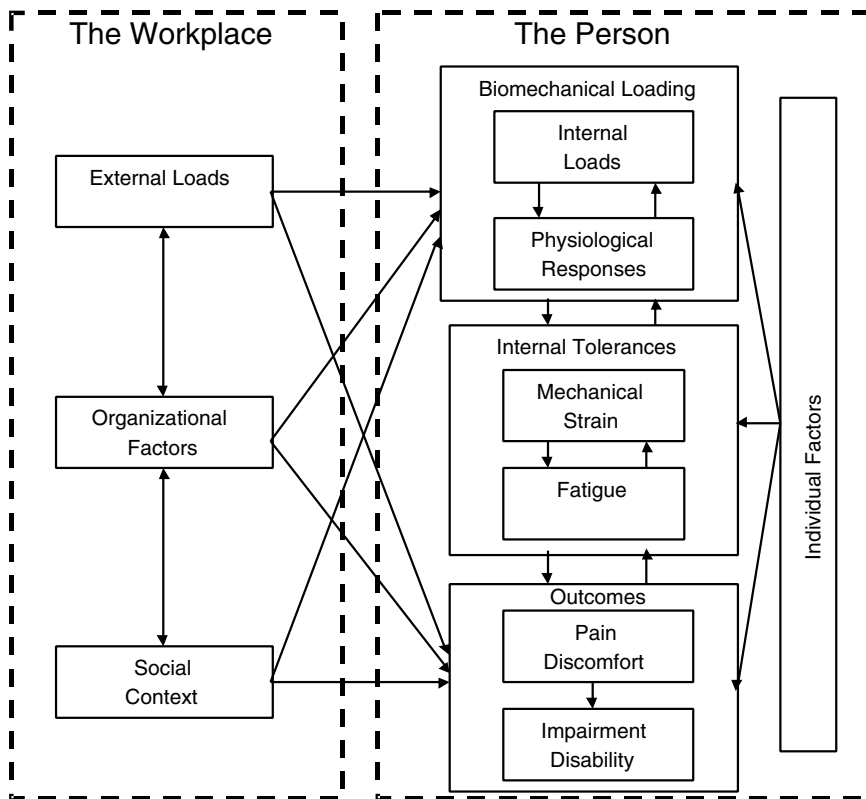 The Workplace
External Loads
Organizational
Factors
Social
Context
The Person
Biomechanical Loading
Internal
Loads
Physiological
Responses
Internal Tolerances
Mechanical
Strain
Fatigue
Outcomes
Pain
Discomfort
Impairment
Disability
Individual Factors